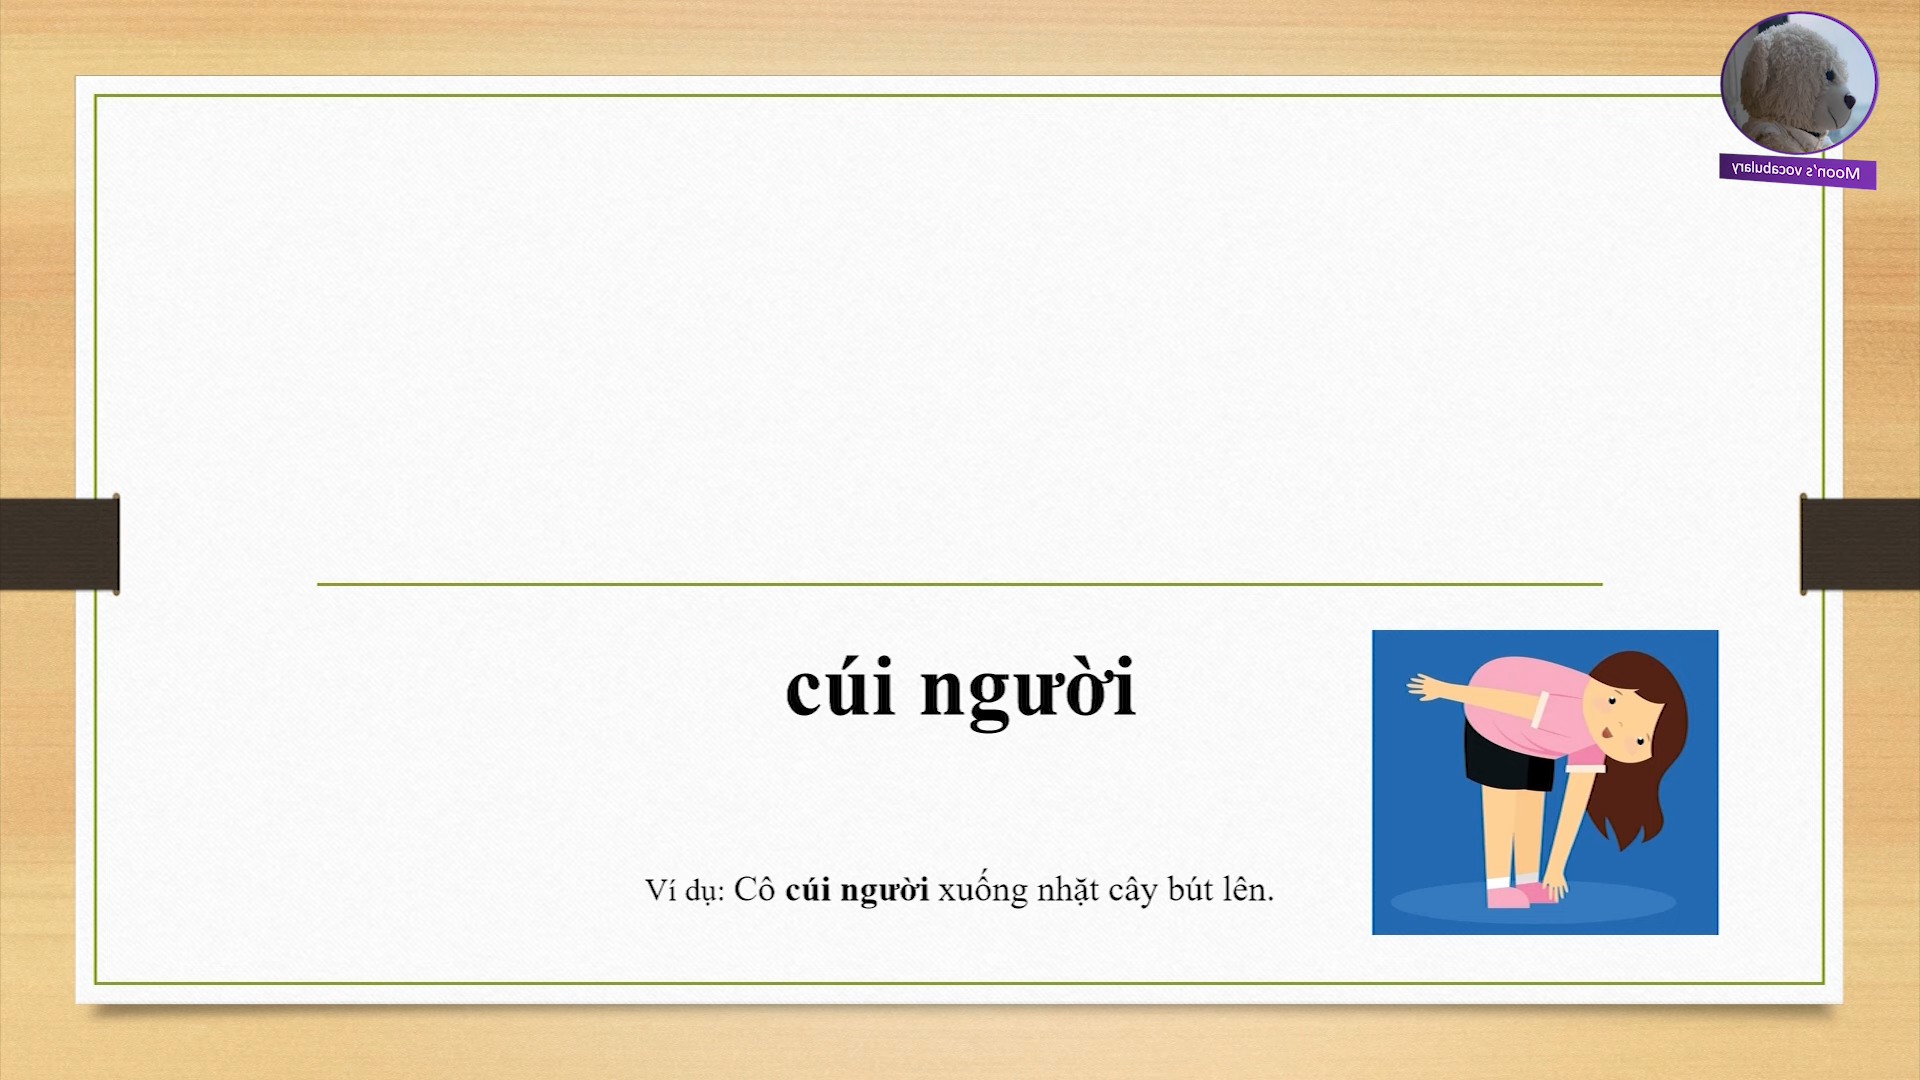 Moon's vocabulary
cúi người
Ví dụ: Cô cúi người xuống nhặt cây bút lên.